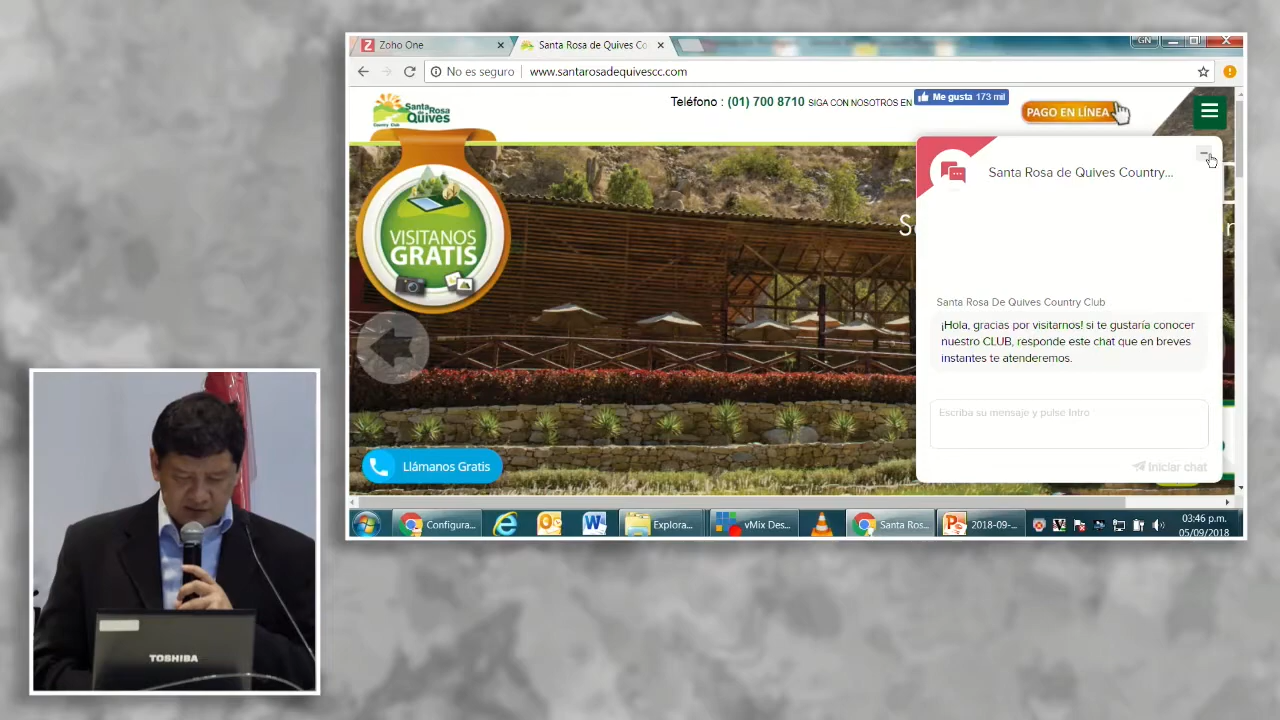 Zoho One
Santa Rosa de Quives Co
GN
No es seguro
www.santarosadequivescc.com
Santa Rosa
de Quives
Country Club
Teléfono : (01) 700 8710 SIGA CON NOSOTROS EN
Me gusta 173 mil
PAGO EN LÍNEA
VISITANOS
GRATIS
Santa Rosa de Quives Country...
Santa Rosa De Quives Country Club
¡Hola, gracias por visitarnos! si te gustaría conocer
nuestro CLUB, responde este chat que en breves
instantes te atenderemos.
Escriba su mensaje y pulse Intro
Iniciar chat
Llámanos Gratis
Configura...
Explora...
vMix Des...
Santa Ros...
2018-09-...
03:46 p.m.
05/09/2018
TOSHIBA